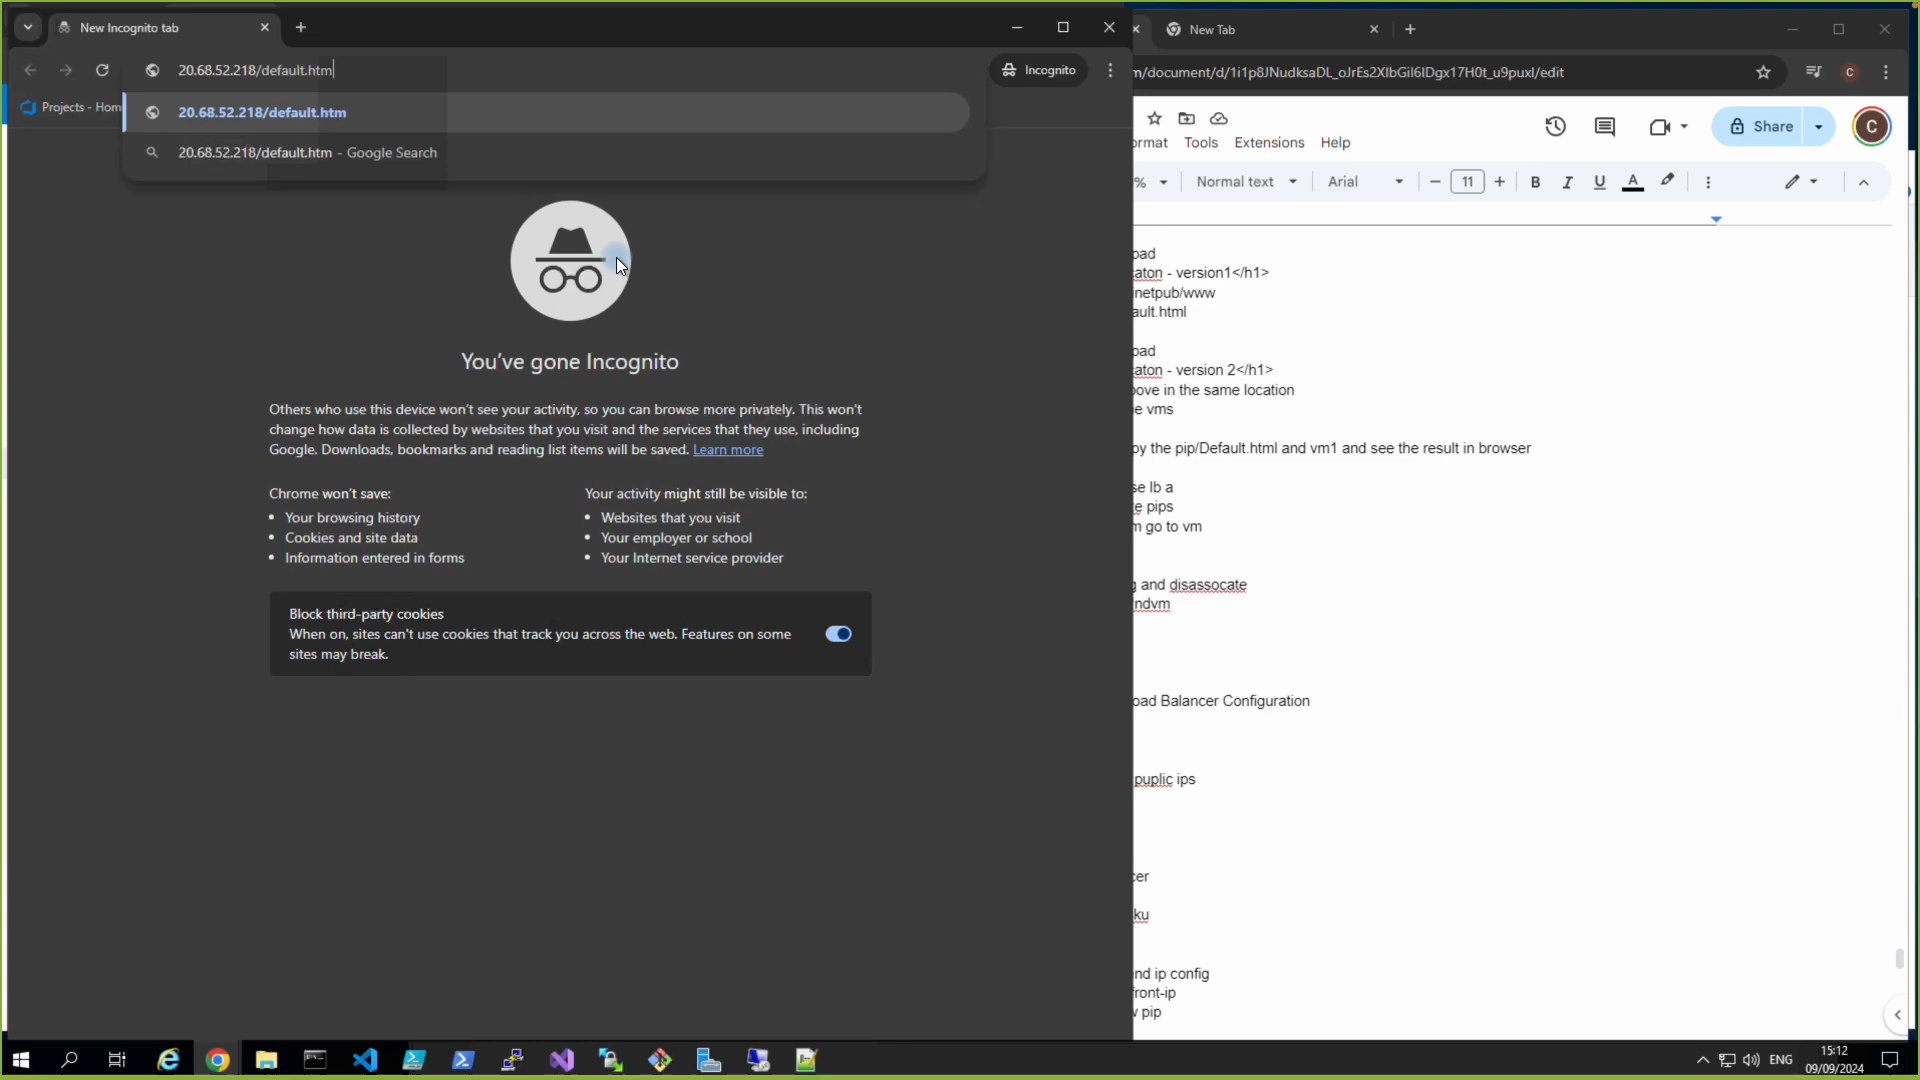 New Incognito tab
New Tab
20.68.52.218/default.htm
Incognito
m/document/d/1i1p8JNudksaDL_oJrEs2XlbGil6lDgx17H0t_u9puxI/edit
Projects - Hom
20.68.52.218/default.htm
20.68.52.218/default.htm - Google Search
Share
C
ormat Tools Extensions Help
% Normal text Arial 11 B I U A
You've gone Incognito
Others who use this device won't see your activity, so you can browse more privately. This won't
change how data is collected by websites that you visit and the services that they use, including
Google. Downloads, bookmarks and reading list items will be saved. Learn more
Chrome won't save:
Your browsing history
Cookies and site data
Information entered in forms
Your activity might still be visible to:
Websites that you visit
Your employer or school
Your Internet service provider
Block third-party cookies
When on, sites can't use cookies that track you across the web. Features on some
sites may break.
oad
caton - version1</h1>
inetpub/www
ault.html
oad
caton - version 2</h1>
bove in the same location
e vms
by the pip/Default.html and vm1 and see the result in browser
se lb a
e pips
m go to vm
g and disassocate
ndvm
oad Balancer Configuration
puplic ips
cer
ku
nd ip config
front-ip
w pip
ENG
15:12
09/09/2024